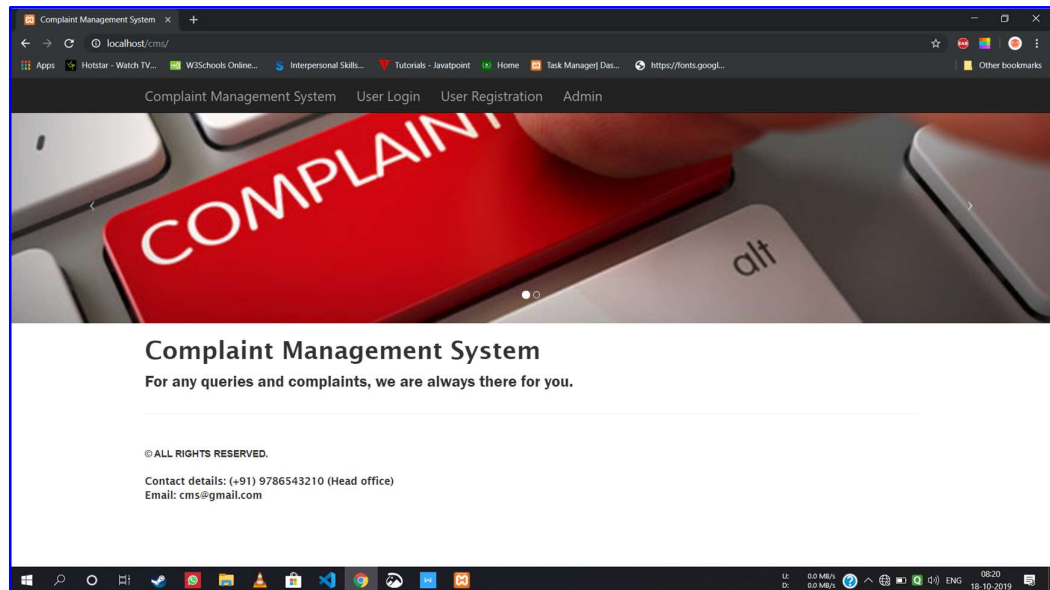 Complaint Management System
localhost/cms/
ABP
Apps Hotstar - Watch TV... W3Schools Online... Interpersonal Skills... Tutorials - Javatpoint Home Task Manager| Das... https://fonts.googl... Other bookmarks
Complaint Management System User Login User Registration Admin
COMPLAINT
alt
Complaint Management System
For any queries and complaints, we are always there for you.
© ALL RIGHTS RESERVED.
Contact details: (+91) 9786543210 (Head office)
Email: cms@gmail.com
U: 0.0 MB/s
D: 0.0 MB/s
ENG
08:20
18-10-2019